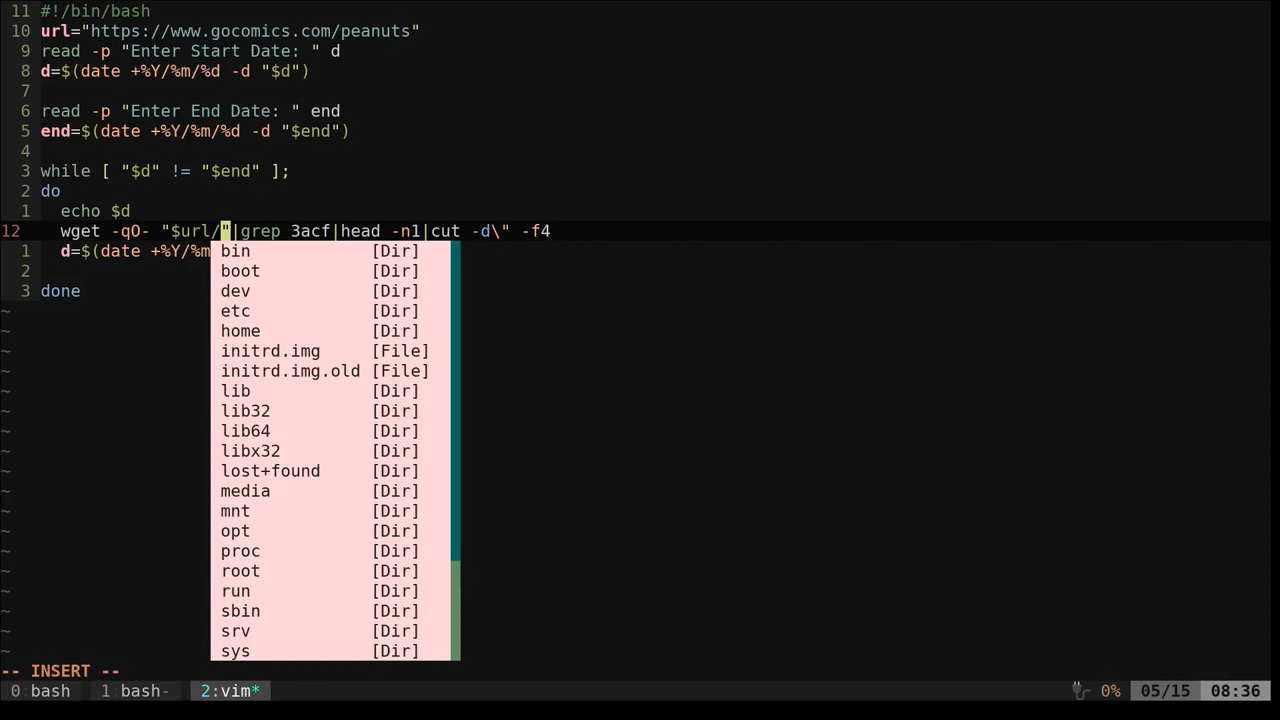 11 #!/bin/bash
10 url="https://www.gocomics.com/peanuts"
9 read -p "Enter Start Date: " d
8 d=$(date +%Y/%m/%d -d "$d")
7
6 read -p "Enter End Date: " end
5 end=$(date +%Y/%m/%d -d "$end")
4
3 while [ "$d" != "$end" ];
2 do
1 echo $d
12 wget -qO- "$url/"|grep 3acf|head -n1|cut -d\" -f4
1 d=$(date +%Y/%m bin [Dir]
2 boot [Dir]
3 done dev [Dir]
~ etc [Dir]
~ home [Dir]
~ initrd.img [File]
~ initrd.img.old [File]
~ lib [Dir]
~ lib32 [Dir]
~ lib64 [Dir]
~ libx32 [Dir]
~ lost+found [Dir]
~ media [Dir]
~ mnt [Dir]
~ opt [Dir]
~ proc [Dir]
~ root [Dir]
~ run [Dir]
~ sbin [Dir]
~ srv [Dir]
~ sys [Dir]
-- INSERT --
0 bash 1:bash- 2:vim* 0% 05/15 08:36